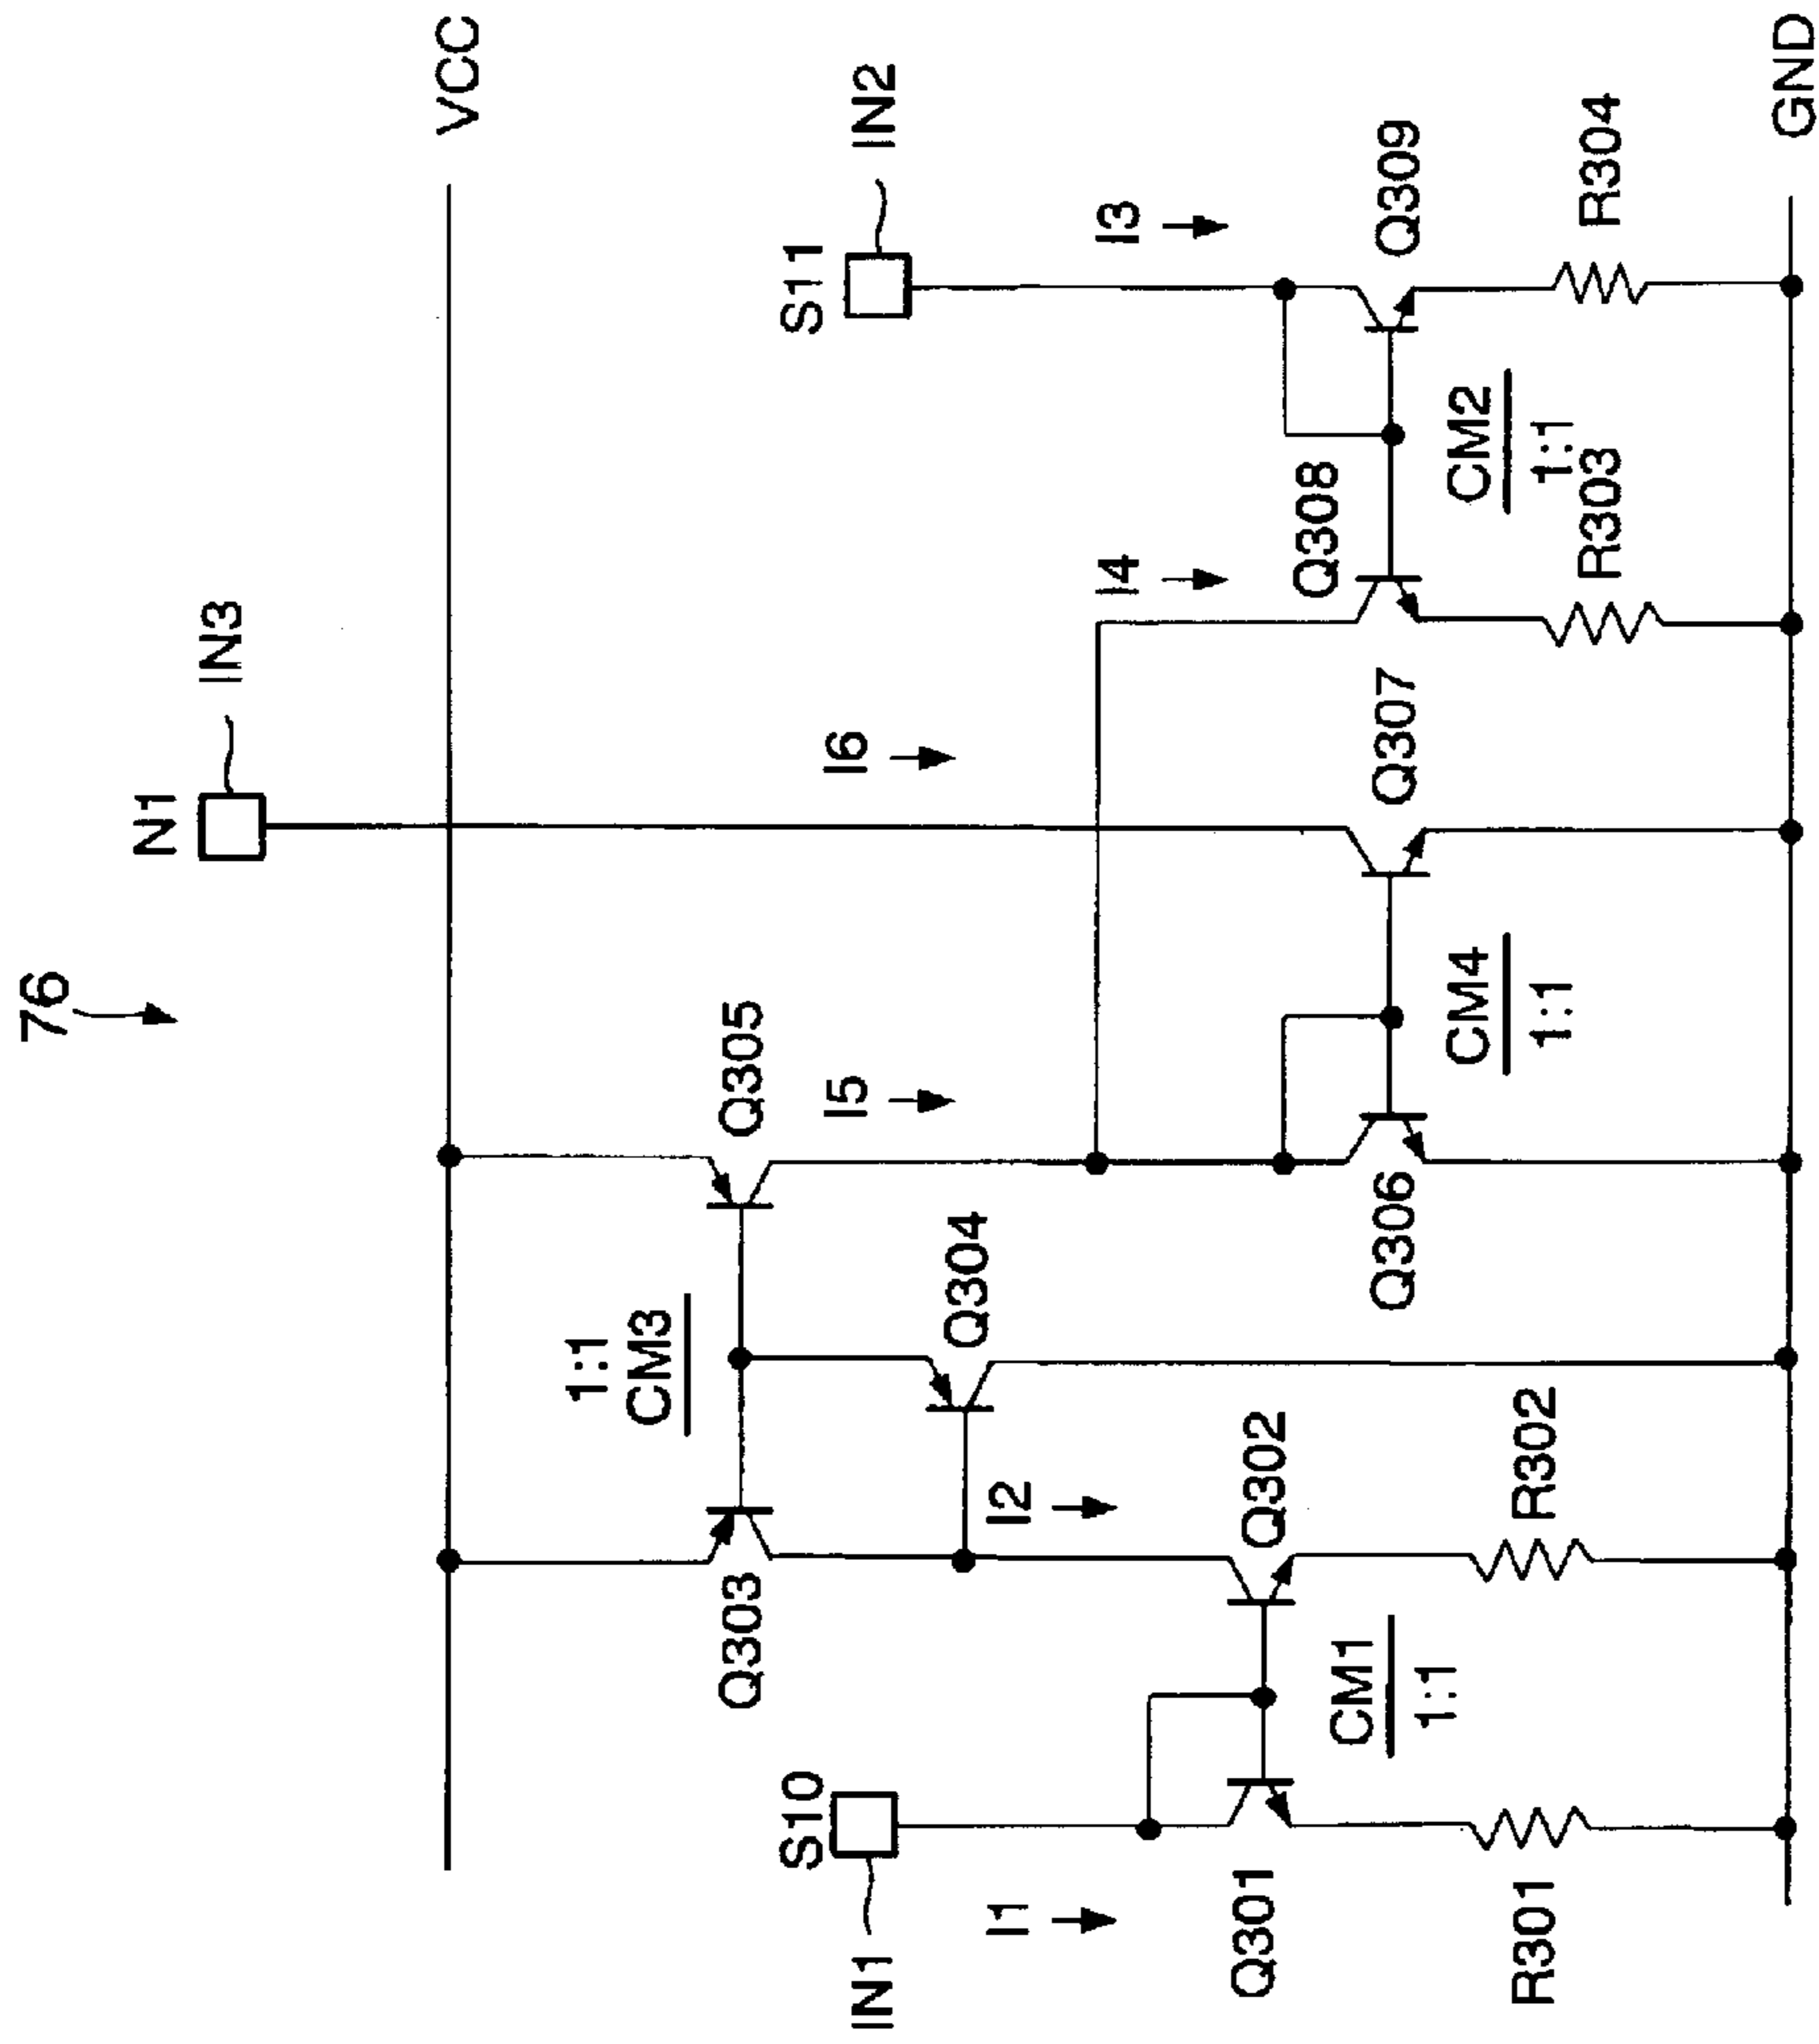 76
N1
IN3
VCC
1:1
CM3
Q303
Q305
S10
IN1
S11
IN2
I5
I6
Q304
I1
I2
I4
I3
Q301
Q302
Q308
CM1
1:1
Q306
Q307
Q309
CM4
1:1
CM2
1:1
R301
R302
R303
R304
GND